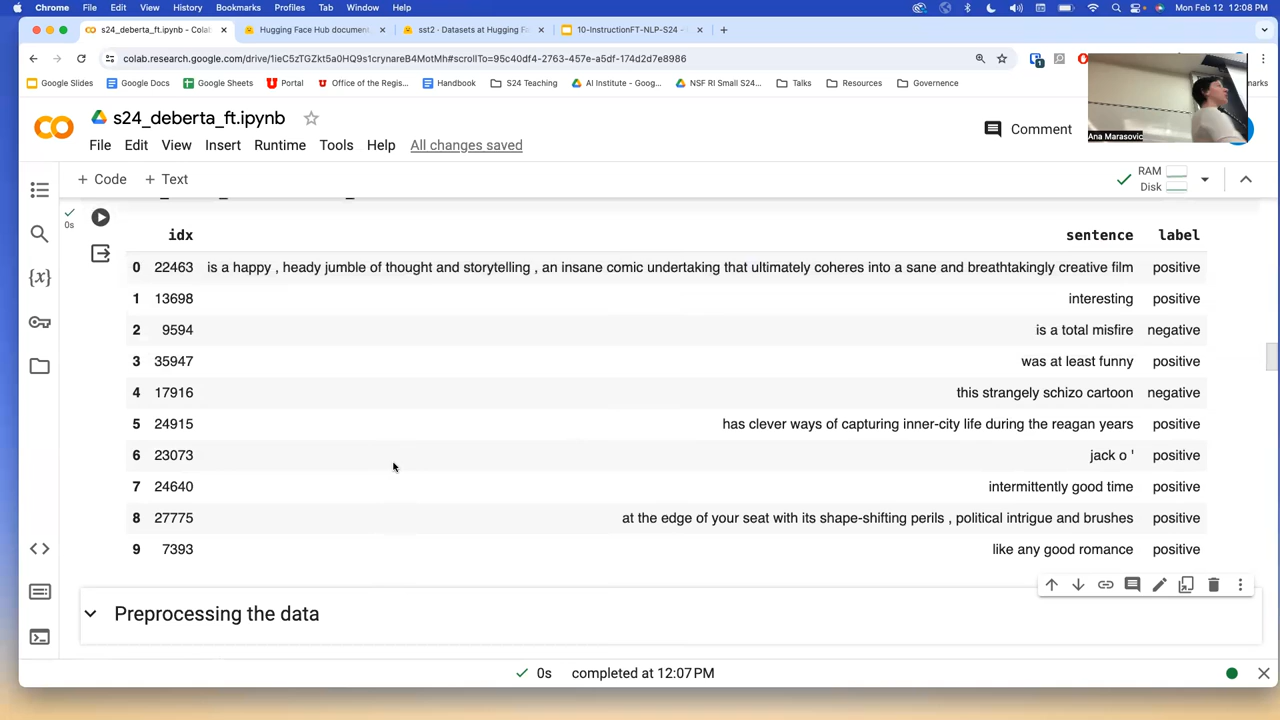 Chrome File Edit View History Bookmarks Profiles Tab Window Help Mon Feb 12 12:08 PM
s24_deberta_ft.ipynb - Colab Hugging Face Hub document. sst2 · Datasets at Hugging Fa 10-InstructionFT-NLP-S24 -
colab.research.google.com/drive/1ieC5zTGZkt5a0HQ9s1crynareB4MotMh#scrollTo=95c40df4-2763-457e-a5df-174d2d7e8986
Google Slides Google Docs Google Sheets Portal Office of the Regis... Handbook S24 Teaching AI Institute - Goog... NSF RI Small S24... Talks Resources Governence
Ana Marasovic
s24_deberta_ft.ipynb
Comment
File Edit View Insert Runtime Tools Help All changes saved
+ Code + Text
RAM
Disk
0s
idx sentence label
0 22463 is a happy , heady jumble of thought and storytelling , an insane comic undertaking that ultimately coheres into a sane and breathtakingly creative film positive
1 13698 interesting positive
2 9594 is a total misfire negative
3 35947 was at least funny positive
4 17916 this strangely schizo cartoon negative
5 24915 has clever ways of capturing inner-city life during the reagan years positive
6 23073 jack o ' positive
7 24640 intermittently good time positive
8 27775 at the edge of your seat with its shape-shifting perils , political intrigue and brushes positive
9 7393 like any good romance positive
Preprocessing the data
0s completed at 12:07 PM